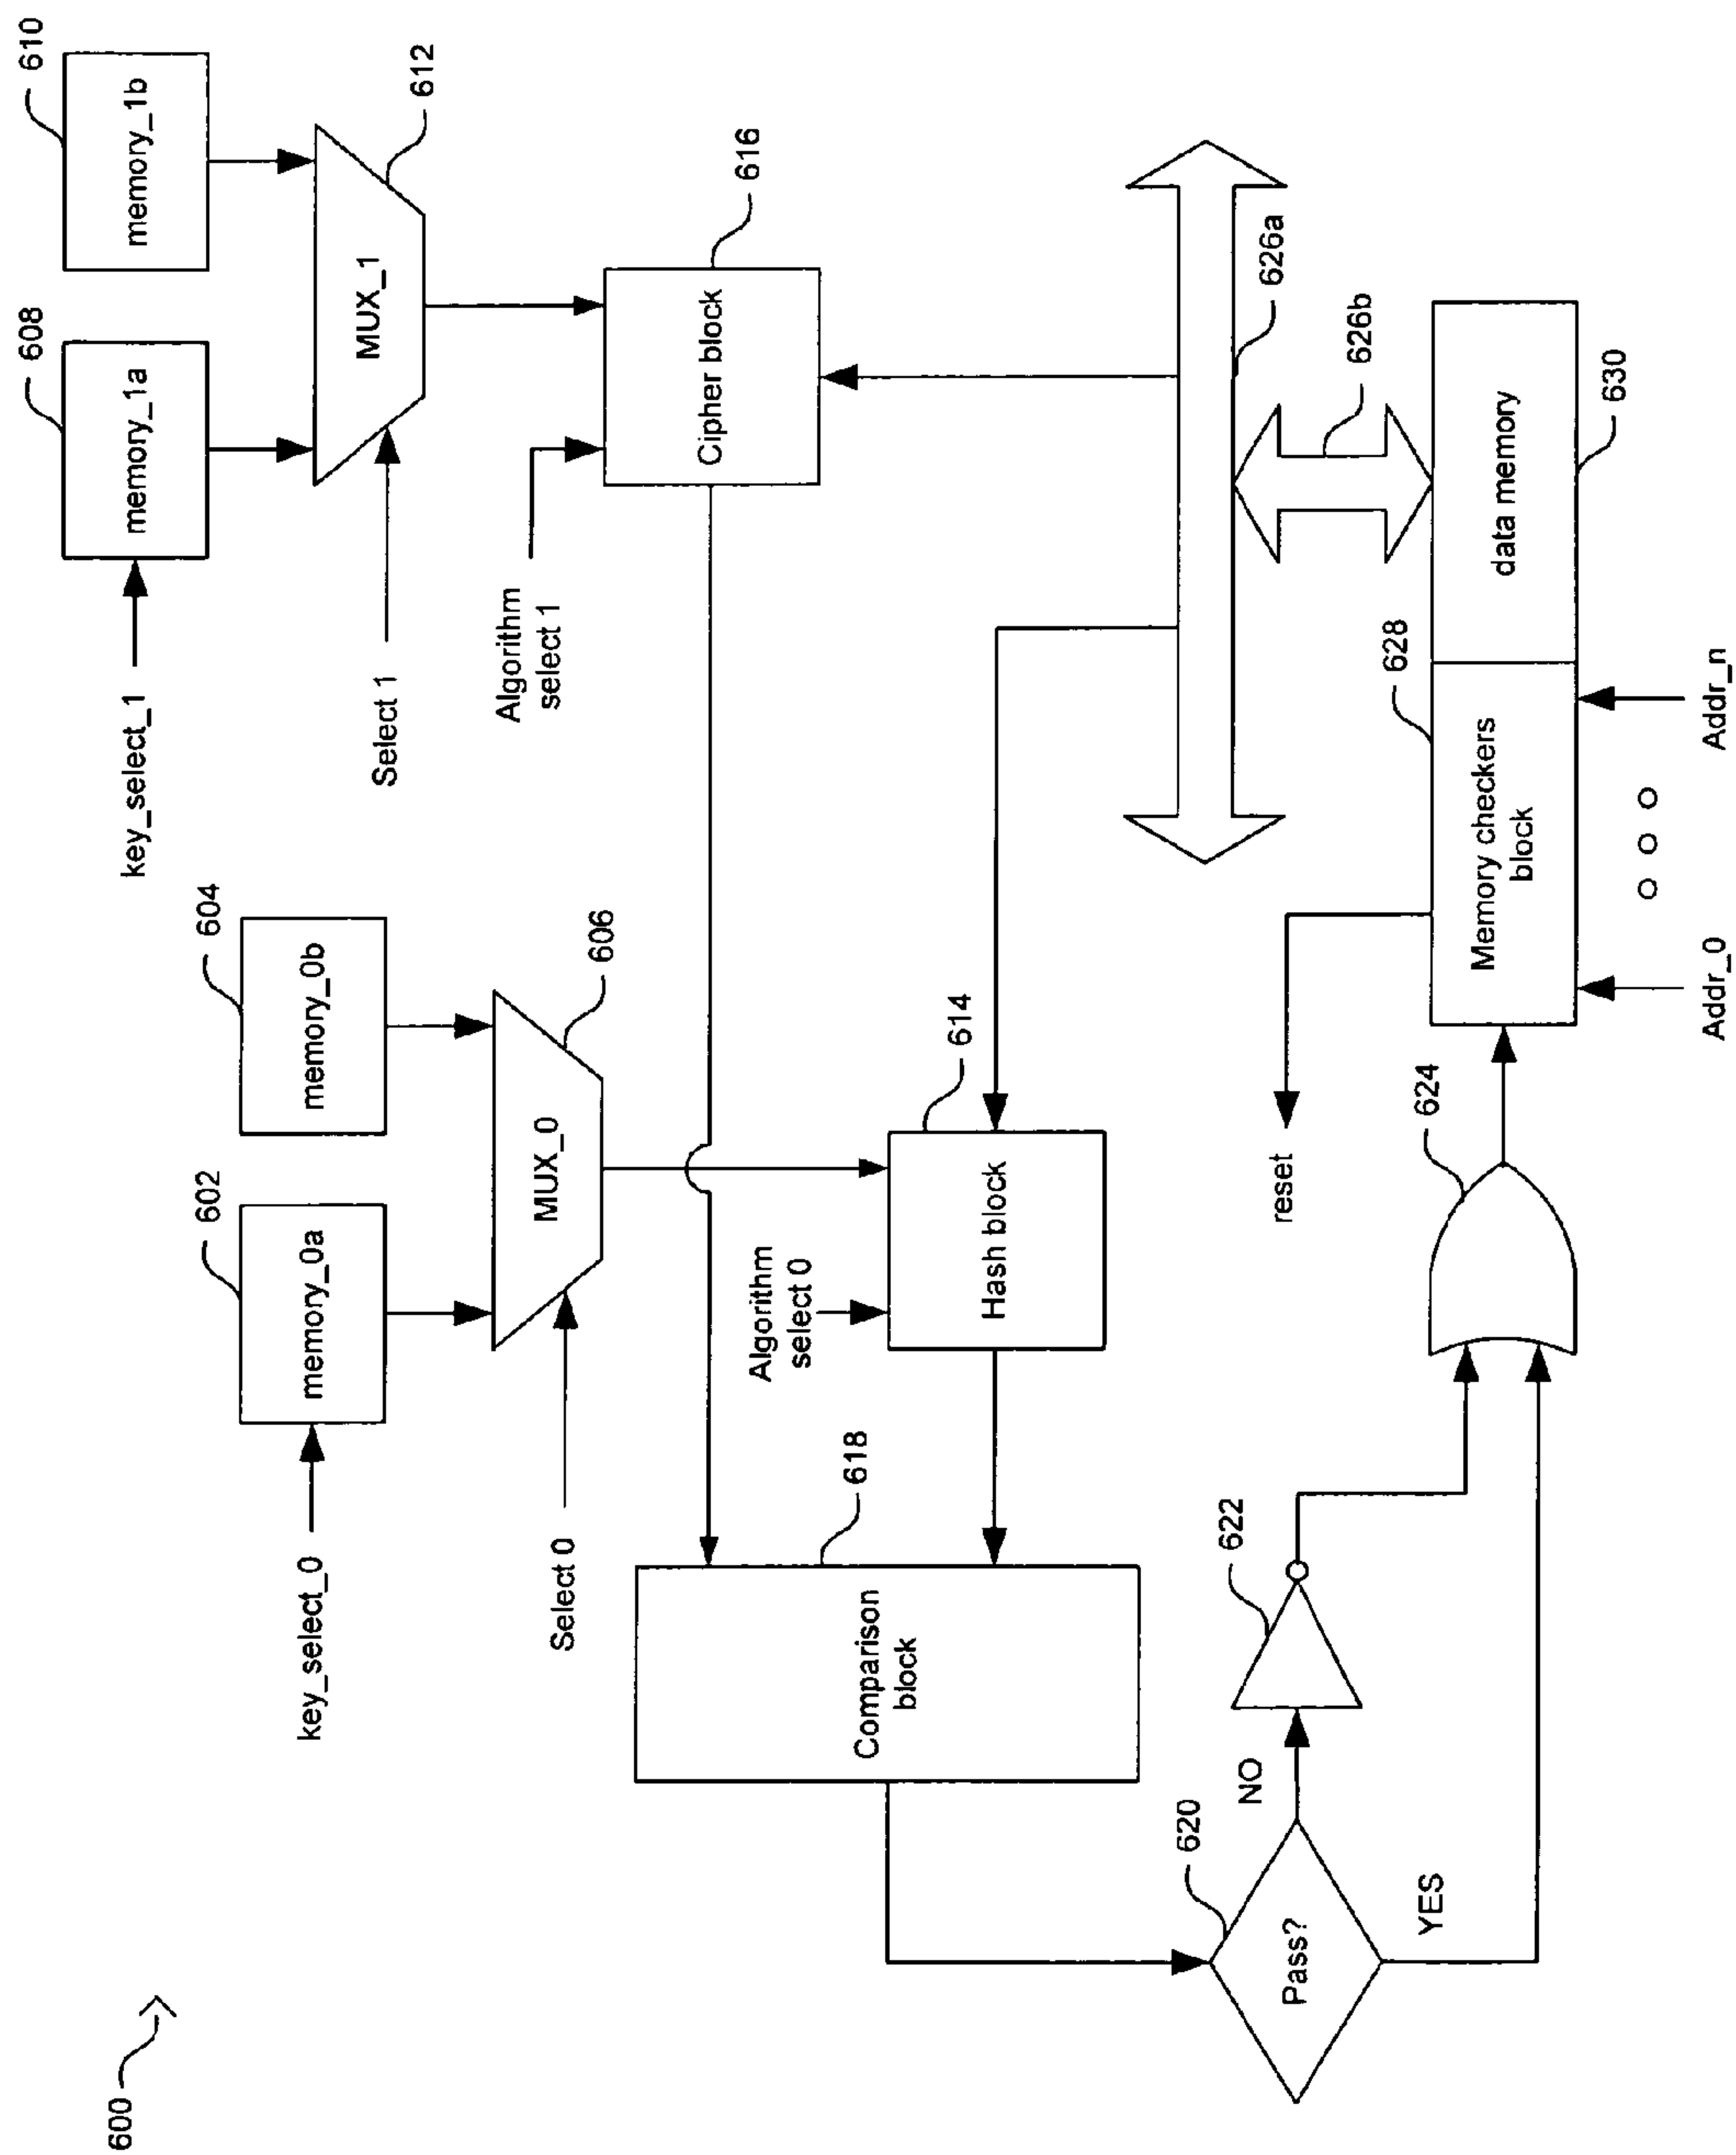 600
610
memory_1b
608
memory_1a
key_select_1
612
MUX_1
Select 1
604
memory_0b
602
memory_0a
key_select_0
606
MUX_0
Select 0
616
Cipher block
Algorithm
select 1
614
Hash block
Algorithm
select 0
618
Comparison
block
626a
626b
620
Pass?
NO
YES
622
624
reset
628
Memory checkers
block
data memory
630
Addr_0
Addr_n